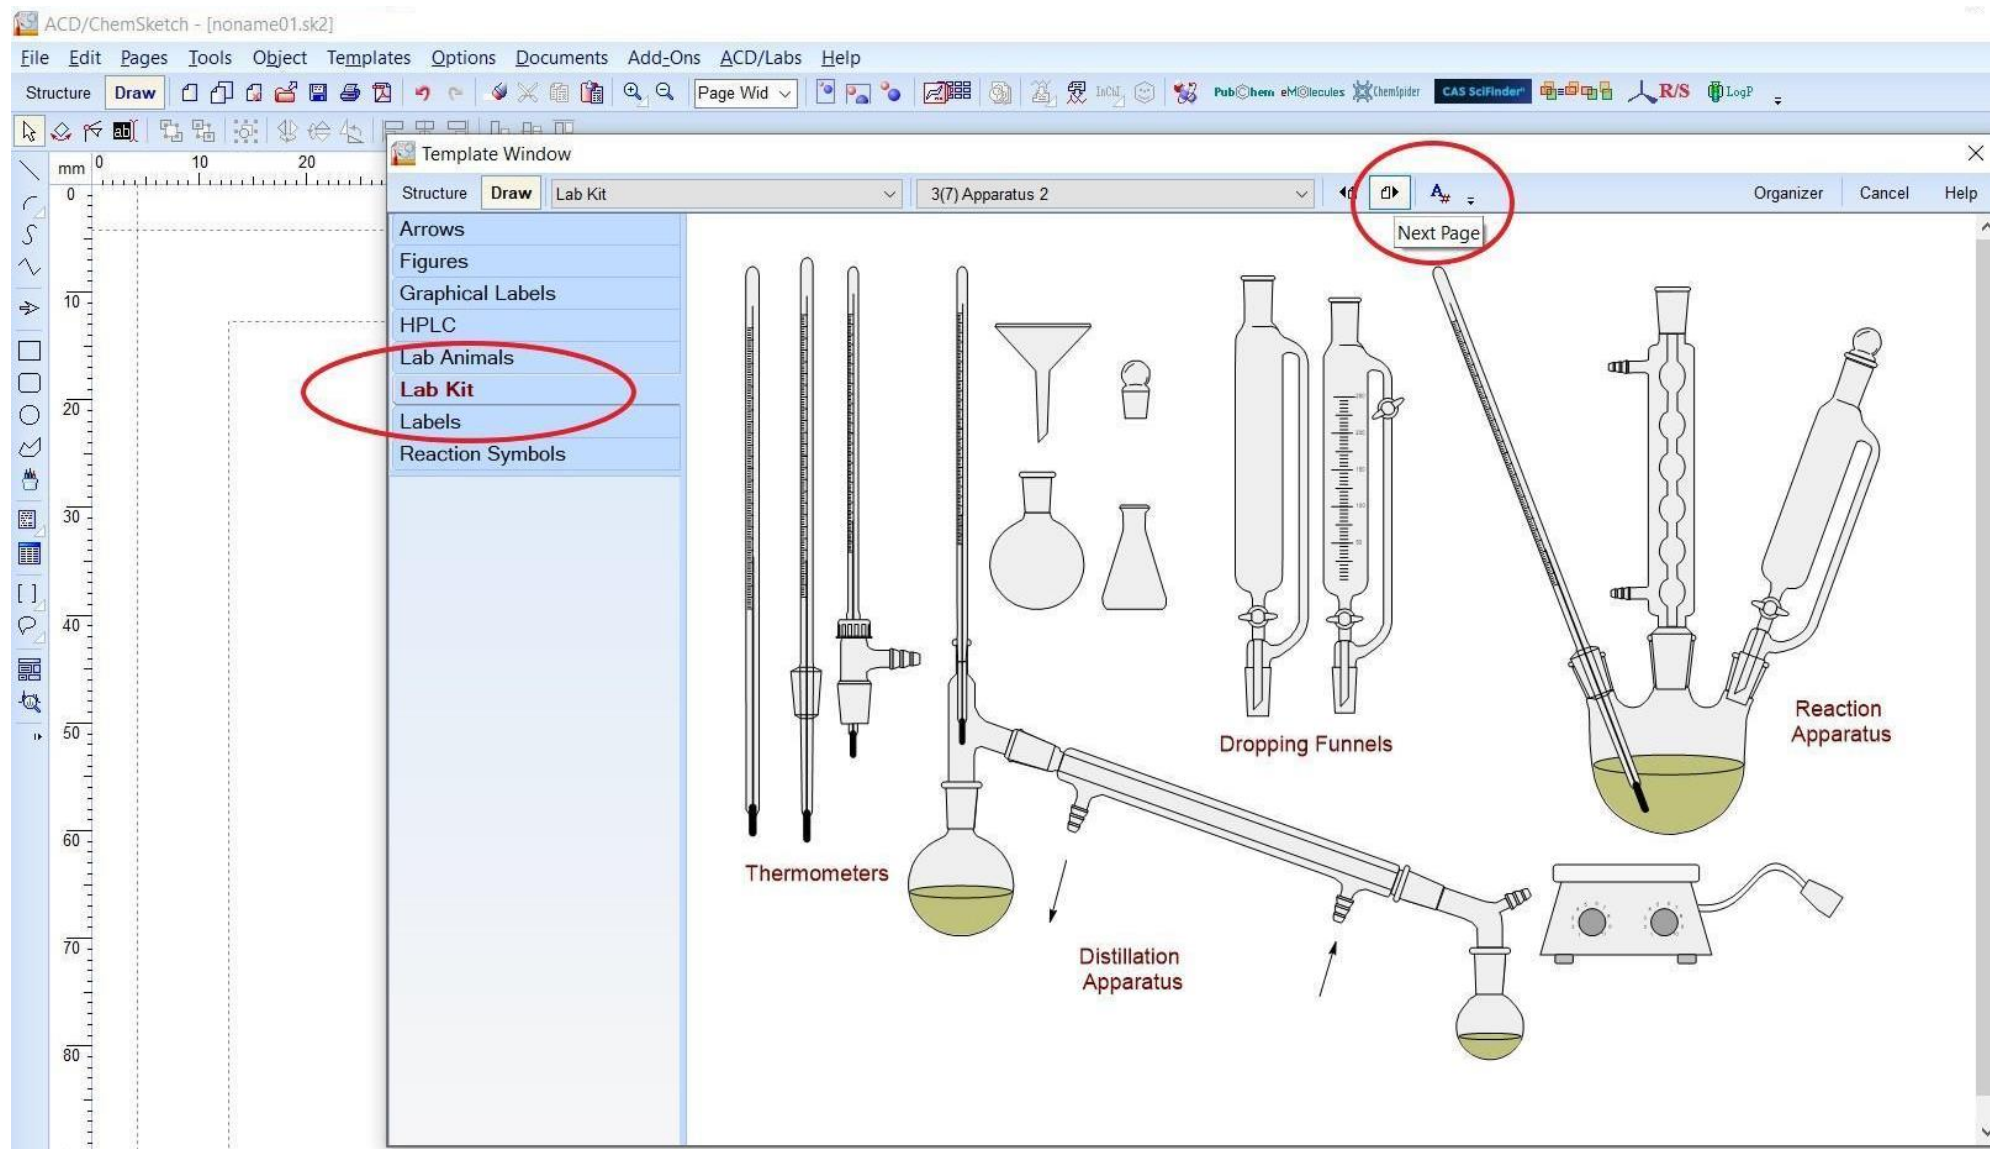 ACD/ChemSketch - [noname01.sk2]
File Edit Pages Tools Object Templates Options Documents Add-Ons ACD/Labs Help
Structure Draw Page Wid InChI PubChem eMolecules ChemSpider CAS SciFinder R/S LogP
ab
mm 0 10 20
0
10
20
30
40
50
60
70
80
Template Window
Structure Draw Lab Kit 3(7) Apparatus 2 Organizer Cancel Help
Next Page
Arrows
Figures
Graphical Labels
HPLC
Lab Animals
Lab Kit
Labels
Reaction Symbols
Thermometers
Dropping Funnels
Reaction
Apparatus
Distillation
Apparatus